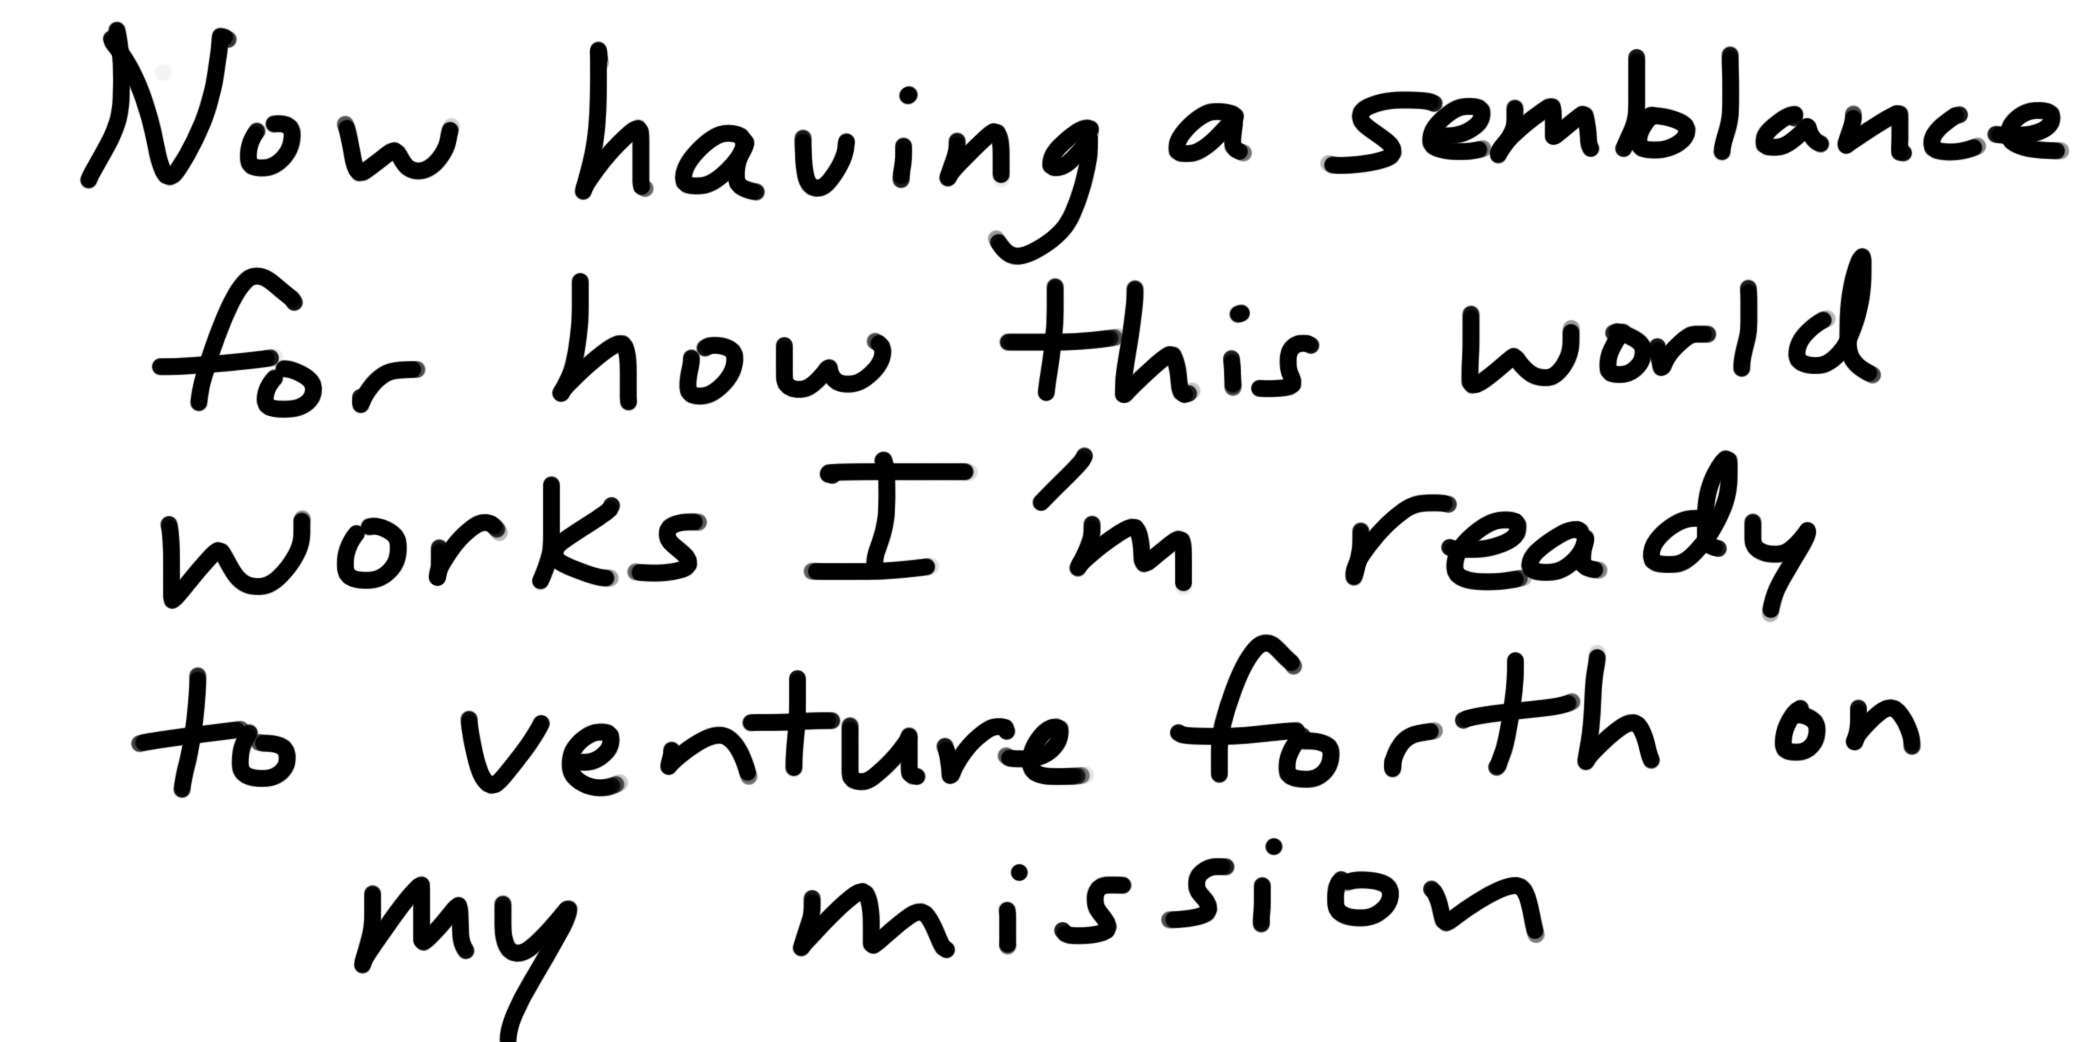 Now having a semblance
for how this world
works I'm ready
to venture forth on
my mission